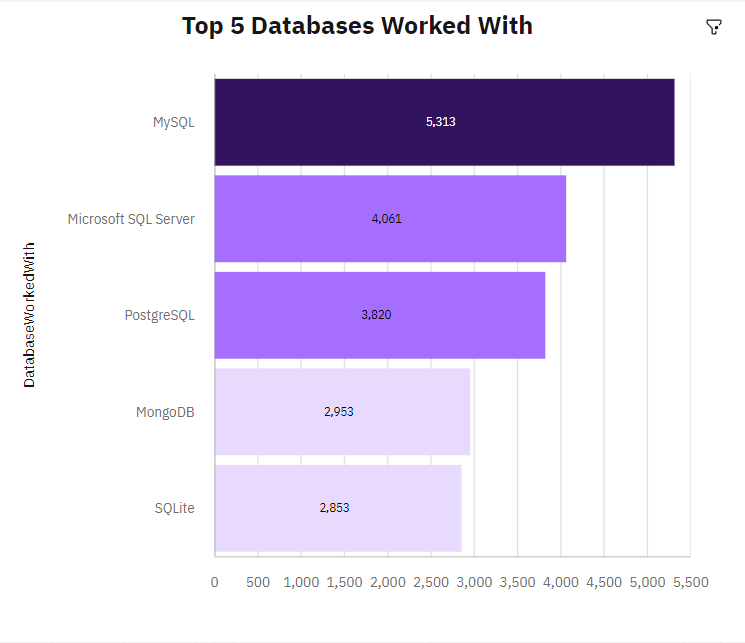 Top 5 Databases Worked With
DatabaseWorkedWith
MySQL
5,313
Microsoft SQL Server
4,061
PostgreSQL
3,820
MongoDB
2,953
SQLite
2,853
0 500 1,000 1,500 2,000 2,500 3,000 3,500 4,000 4,500 5,000 5,500